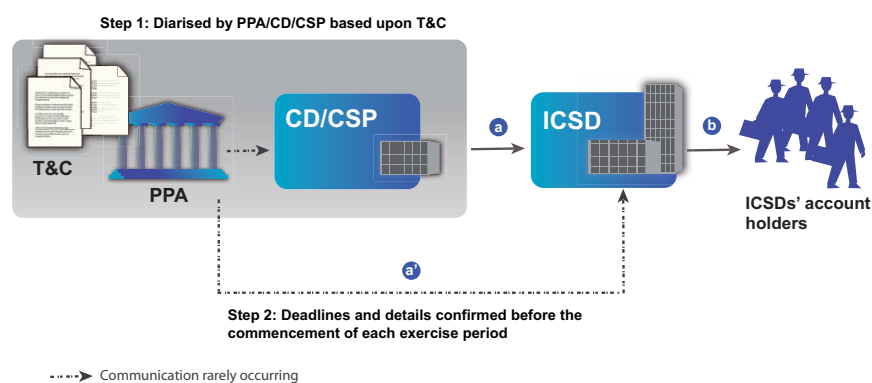 Step 1: Diarised by PPA/CD/CSP based upon T&C
T&C
PPA
CD/CSP
a
ICSD
b
ICSDs' account
holders
a'
Step 2: Deadlines and details confirmed before the
commencement of each exercise period
Communication rarely occurring